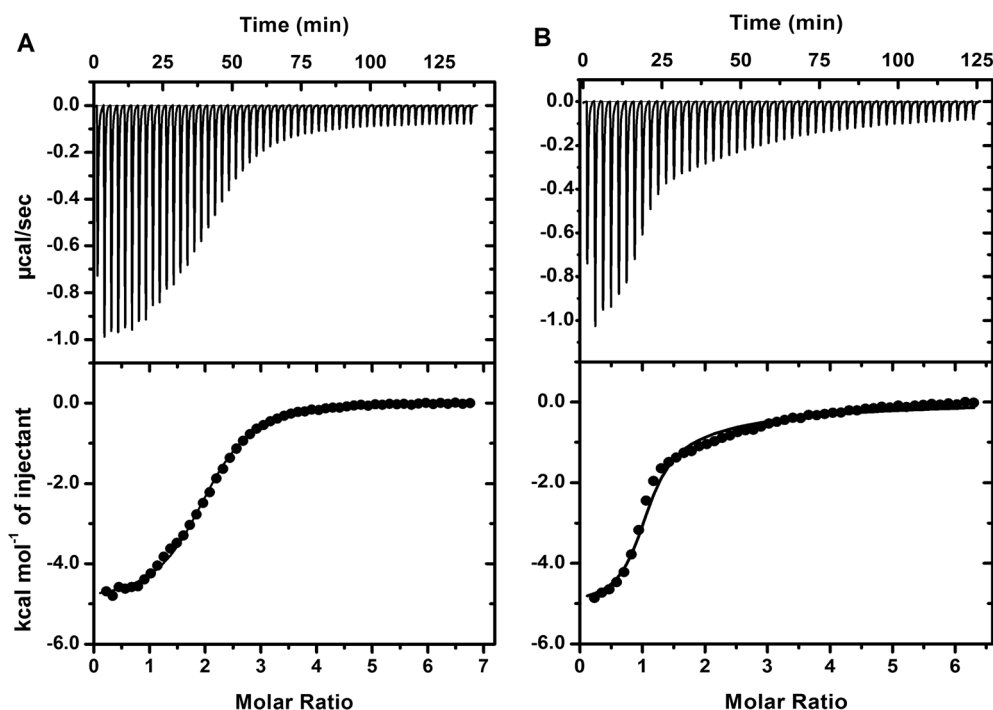 A
Time (min)
0 25 50 75 100 125
µcal/sec
0.0
-0.2
-0.4
-0.6
-0.8
-1.0
kcal mol⁻¹ of injectant
0.0
-2.0
-4.0
-6.0
0 1 2 3 4 5 6 7
Molar Ratio
B
Time (min)
0 25 50 75 100 125
0.0
-0.2
-0.4
-0.6
-0.8
-1.0
0.0
-2.0
-4.0
-6.0
0 1 2 3 4 5 6
Molar Ratio